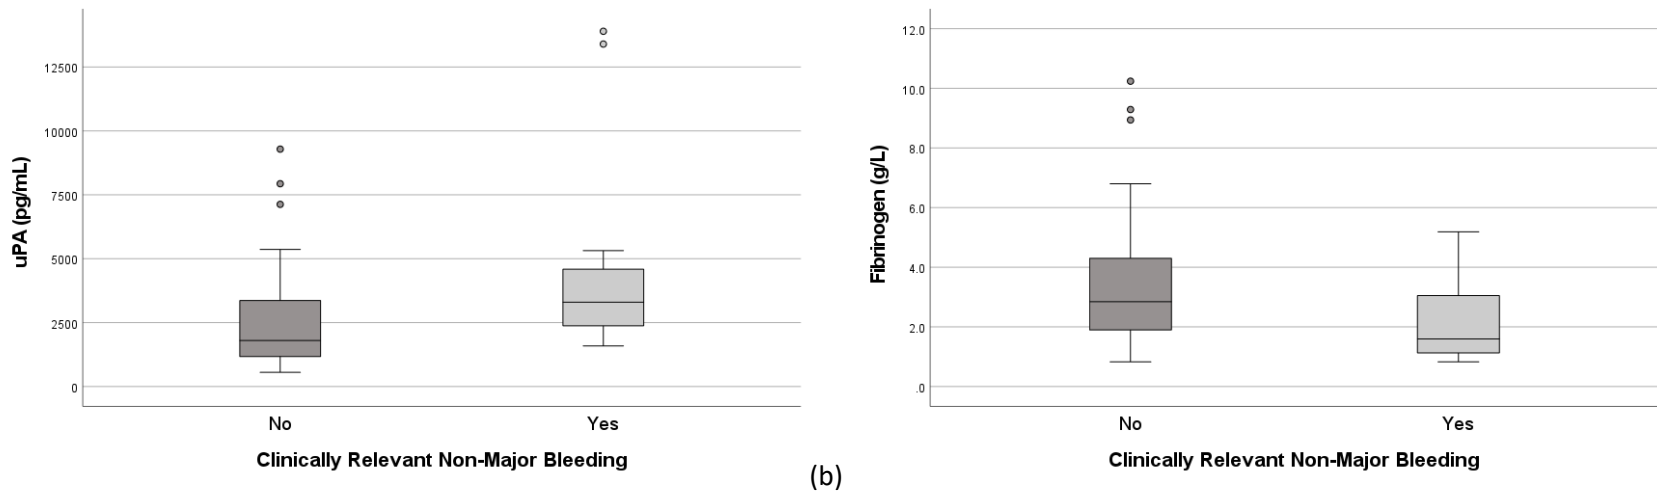 uPA (pg/mL)
12500
10000
7500
5000
2500
0
No
Yes
Clinically Relevant Non-Major Bleeding
(b)
Fibrinogen (g/L)
12.0
10.0
8.0
6.0
4.0
2.0
.0
No
Yes
Clinically Relevant Non-Major Bleeding